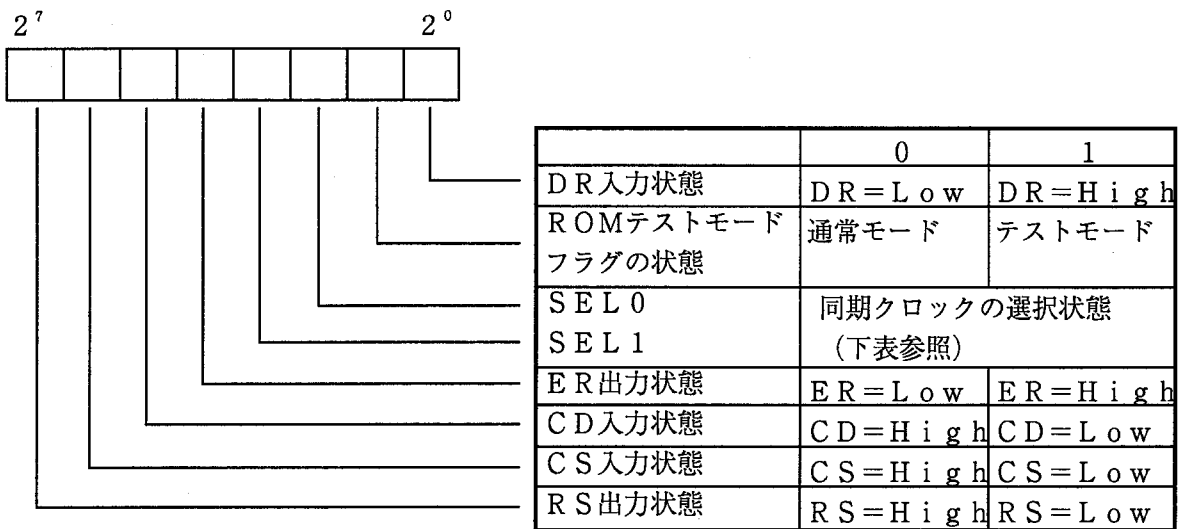 2⁷ 2⁰
0 1
DR入力状態 DR=Low DR=High
ROMテストモード 通常モード テストモード
フラグの状態
SEL0 同期クロックの選択状態
SEL1 (下表参照)
ER出力状態 ER=Low ER=High
CD入力状態 CD=High CD=Low
CS入力状態 CS=High CS=Low
RS出力状態 RS=High RS=Low